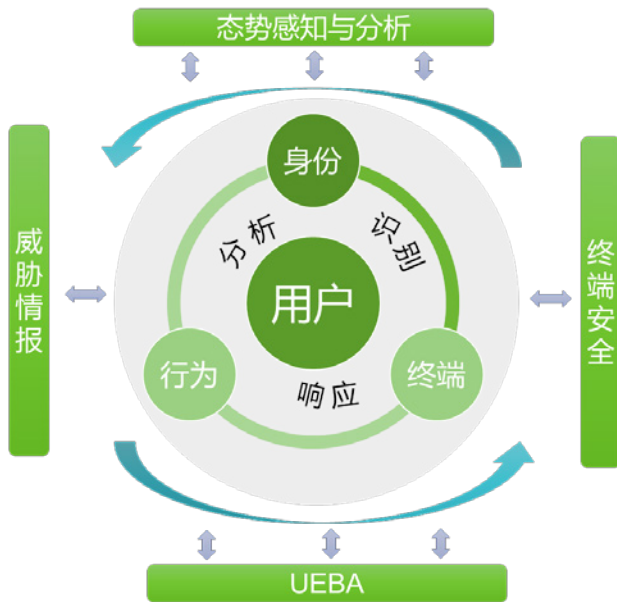 态势感知与分析
身份
分析
识别
威胁情报
用户
终端安全
行为
终端
响应
UEBA